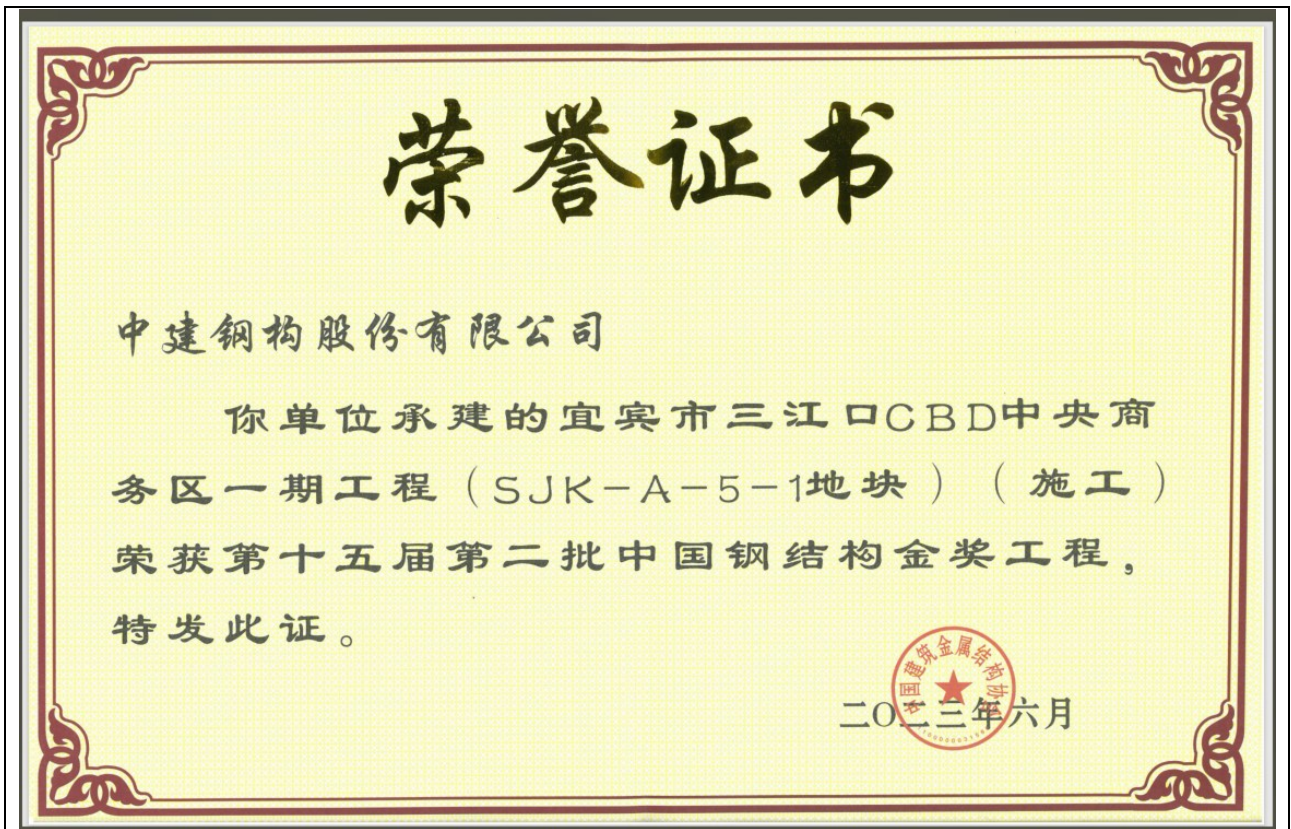 荣誉证书
中建钢构股份有限公司
你单位承建的宜宾市三江口CBD中央商
务区一期工程(SJK-A-5-1地块)(施工)
荣获第十五届第二批中国钢结构金奖工程,
特发此证。
中国建筑金属结构协会
二〇二三年六月